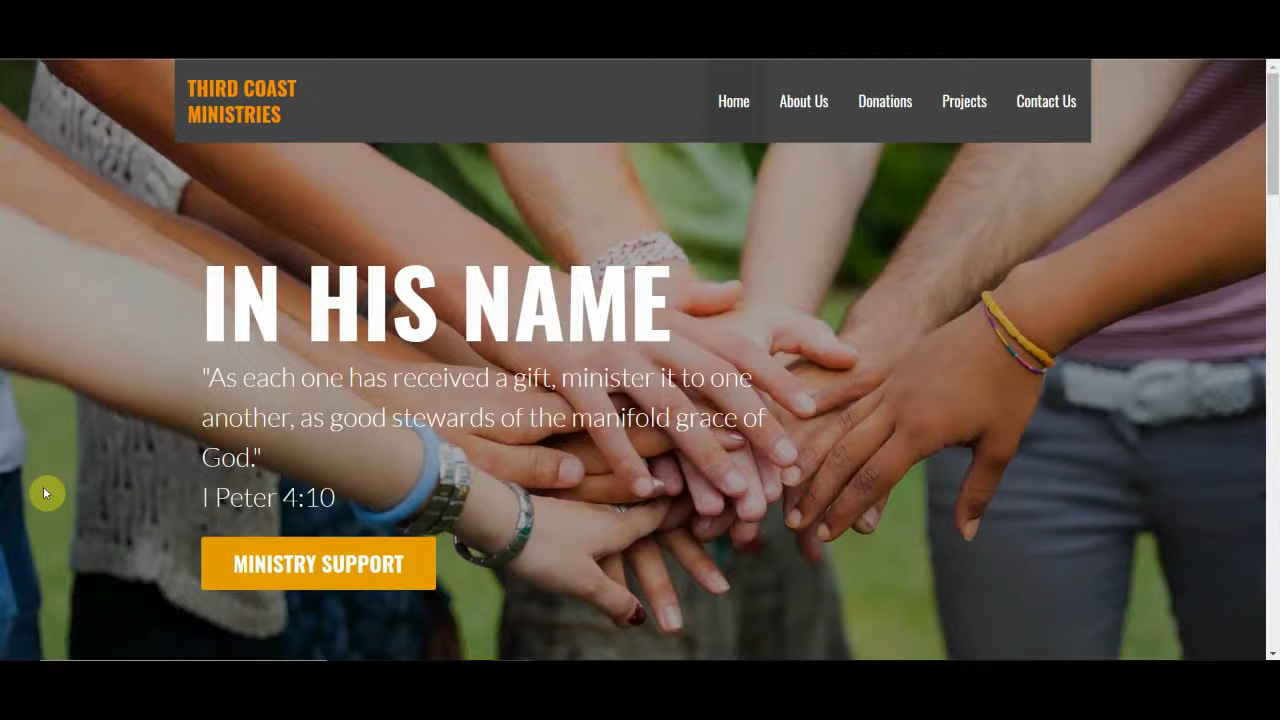 THIRD COAST
MINISTRIES
Home About Us Donations Projects Contact Us
IN HIS NAME
"As each one has received a gift, minister it to one
another, as good stewards of the manifold grace of
God."
I Peter 4:10
MINISTRY SUPPORT